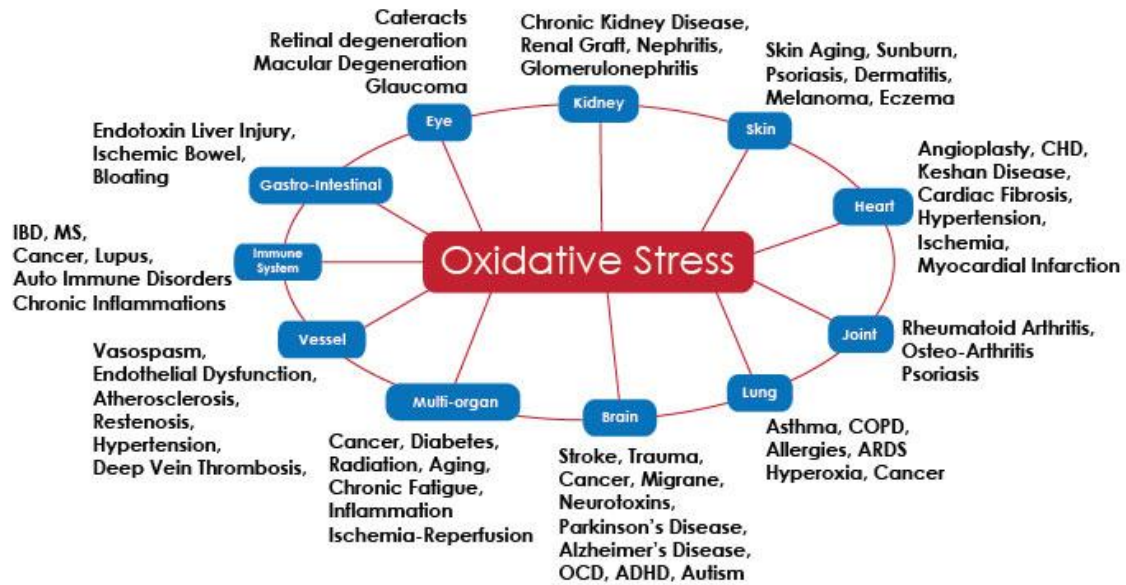 Cateracts
Retinal degeneration
Macular Degeneration
Glaucoma
Eye
Chronic Kidney Disease,
Renal Graft, Nephritis,
Glomerulonephritis
Kidney
Skin Aging, Sunburn,
Psoriasis, Dermatitis,
Melanoma, Eczema
Skin
Endotoxin Liver Injury,
Ischemic Bowel,
Bloating
Gastro-Intestinal
Angioplasty, CHD,
Keshan Disease,
Cardiac Fibrosis,
Hypertension,
Ischemia,
Myocardial Infarction
Heart
IBD, MS,
Cancer, Lupus,
Auto Immune Disorders
Chronic Inflammations
Immune
System
Oxidative Stress
Vessel
Vasospasm,
Endothelial Dysfunction,
Atherosclerosis,
Restenosis,
Hypertension,
Deep Vein Thrombosis,
Joint
Rheumatoid Arthritis,
Osteo-Arthritis
Psoriasis
Multi-organ
Cancer, Diabetes,
Radiation, Aging,
Chronic Fatigue,
Inflammation
Ischemia-Reperfusion
Brain
Stroke, Trauma,
Cancer, Migrane,
Neurotoxins,
Parkinson's Disease,
Alzheimer's Disease,
OCD, ADHD, Autism
Lung
Asthma, COPD,
Allergies, ARDS
Hyperoxia, Cancer